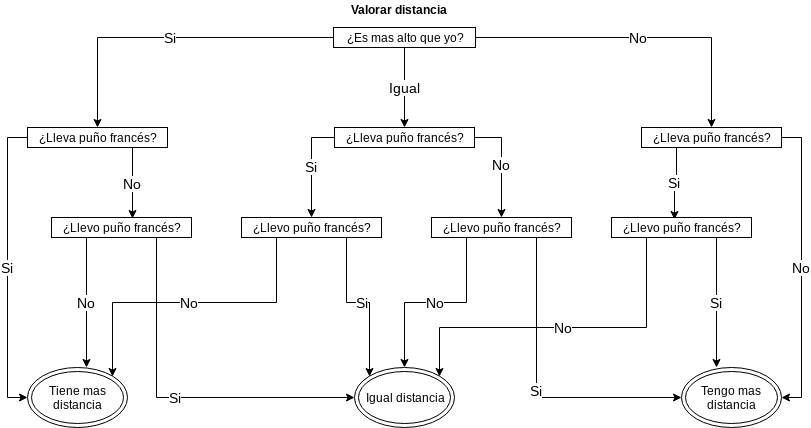 Valorar distancia
¿Es mas alto que yo?
Si
No
Igual
¿Lleva puño francés?
¿Lleva puño francés?
¿Lleva puño francés?
Si
No
No
Si
¿Llevo puño francés?
¿Llevo puño francés?
¿Llevo puño francés?
¿Llevo puño francés?
Si
No
No
No
Si
No
Si
No
Si
Si
Tiene mas
distancia
Igual distancia
Tengo mas
distancia